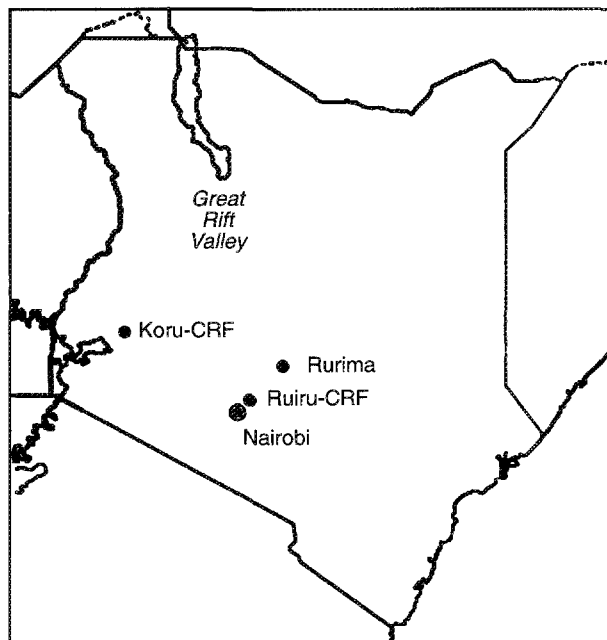 Great
Rift
Valley
Koru-CRF
Rurima
Ruiru-CRF
Nairobi